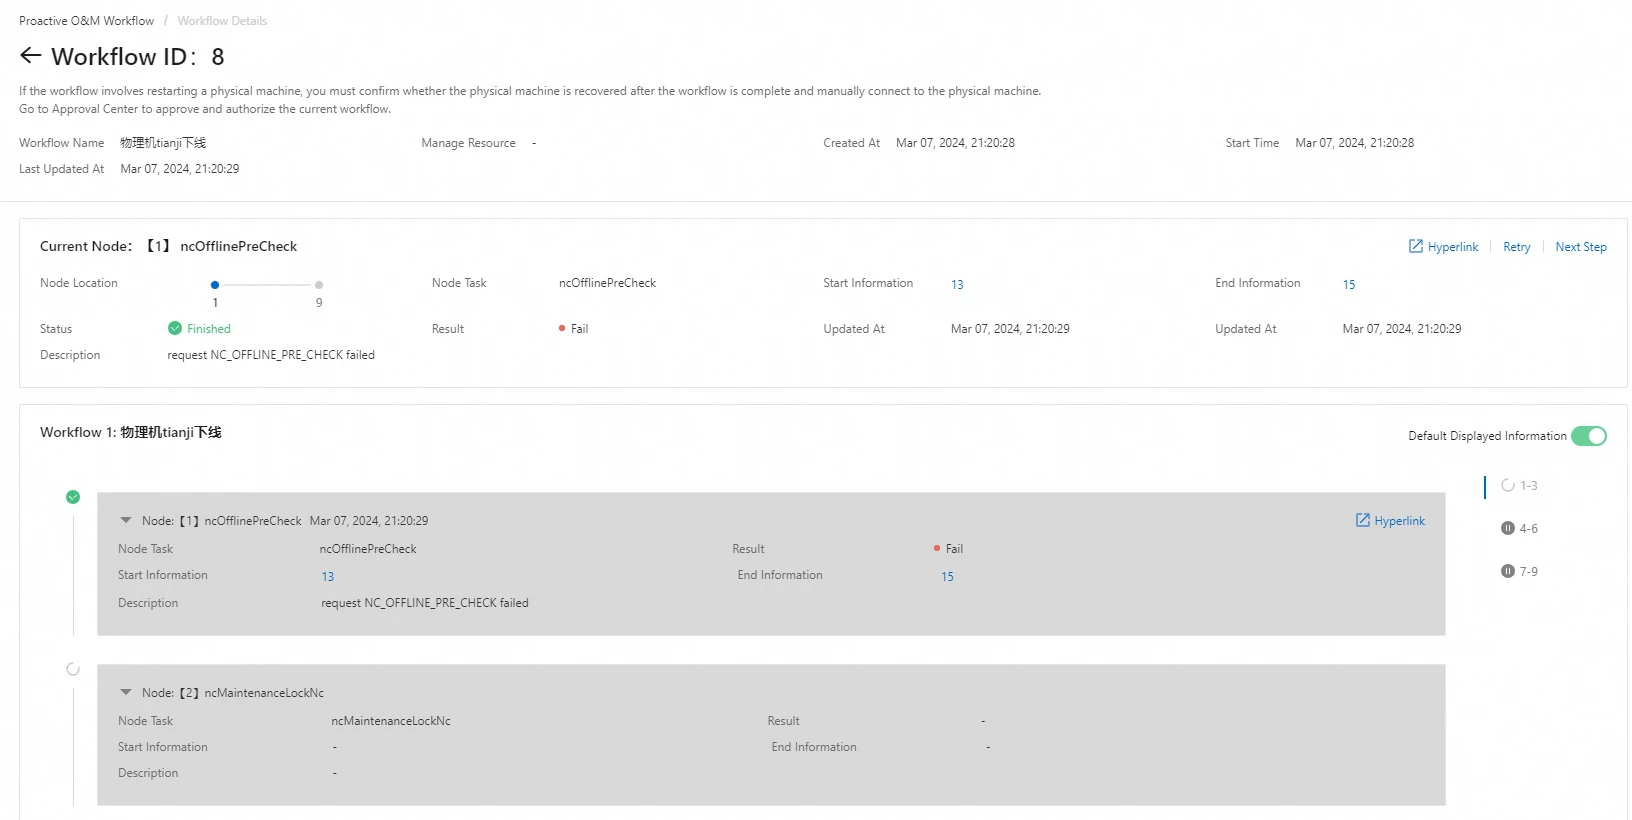 Proactive O&M Workflow / Workflow Details
Workflow ID： 8
If the workflow involves restarting a physical machine, you must confirm whether the physical machine is recovered after the workflow is complete and manually connect to the physical machine.
Go to Approval Center to approve and authorize the current workflow.
Workflow Name 物理机tianji下线 Manage Resource - Created At Mar 07, 2024, 21:20:28 Start Time Mar 07, 2024, 21:20:28
Last Updated At Mar 07, 2024, 21:20:29
Current Node： 【1】 ncOfflinePreCheck Hyperlink Retry Next Step
Node Location 1 9 Node Task ncOfflinePreCheck Start Information 13 End Information 15
Status Finished Result Fail Updated At Mar 07, 2024, 21:20:29 Updated At Mar 07, 2024, 21:20:29
Description request NC_OFFLINE_PRE_CHECK failed
Workflow 1: 物理机tianji下线 Default Displayed Information
1-3
4-6
7-9
Node:【1】ncOfflinePreCheck Mar 07, 2024, 21:20:29 Hyperlink
Node Task ncOfflinePreCheck Result Fail
Start Information 13 End Information 15
Description request NC_OFFLINE_PRE_CHECK failed
Node:【2】ncMaintenanceLockNc
Node Task ncMaintenanceLockNc Result -
Start Information - End Information -
Description -